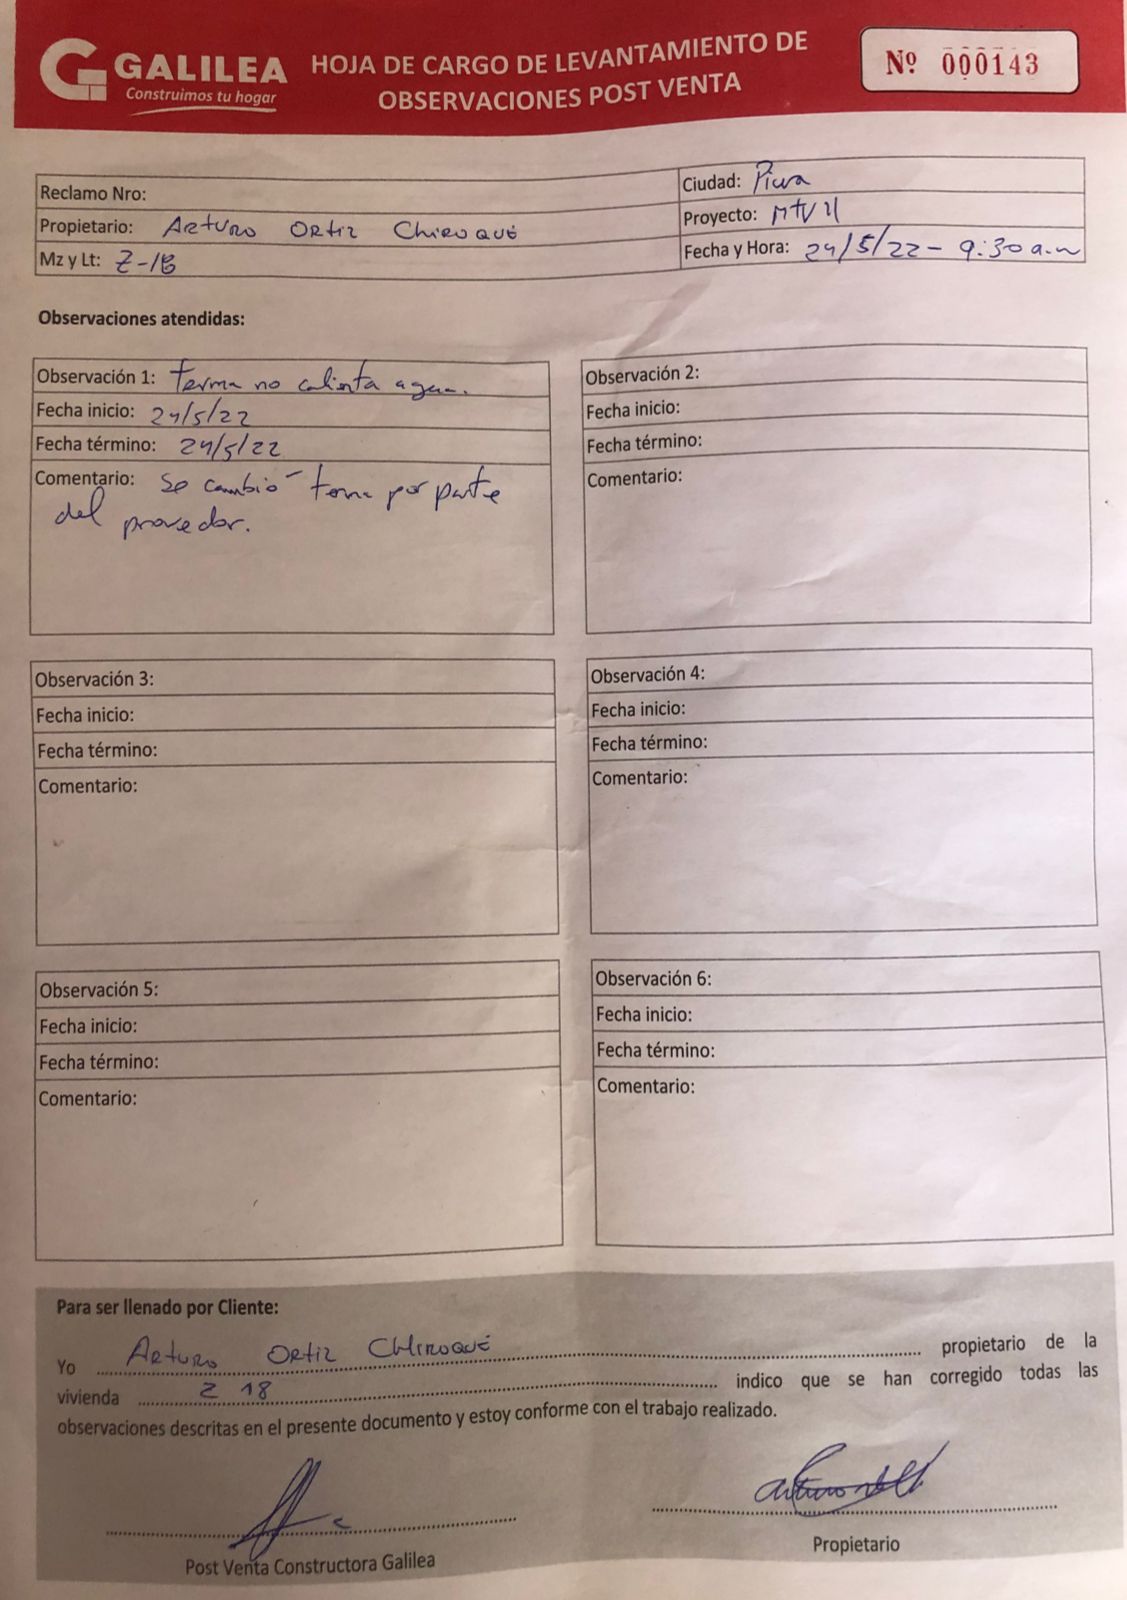 GALILEA
Construimos tu hogar
HOJA DE CARGO DE LEVANTAMIENTO DE
OBSERVACIONES POST VENTA
Nº 000143
Reclamo Nro:
Propietario: Arturo Ortiz Chiroqué
Mz y Lt: Z-18
Ciudad: Piura
Proyecto: MTV II
Fecha y Hora: 24/5/22 - 9:30 a.m
Observaciones atendidas:
Observación 1: terma no calienta agua.
Fecha inicio: 24/5/22
Fecha término: 24/5/22
Comentario: Se cambió terma por parte
del provedor.
Observación 2:
Fecha inicio:
Fecha término:
Comentario:
Observación 3:
Fecha inicio:
Fecha término:
Comentario:
Observación 4:
Fecha inicio:
Fecha término:
Comentario:
Observación 5:
Fecha inicio:
Fecha término:
Comentario:
Observación 6:
Fecha inicio:
Fecha término:
Comentario:
Para ser llenado por Cliente:
Yo Arturo Ortiz Chiroqué propietario de la
vivienda Z 18 indico que se han corregido todas las
observaciones descritas en el presente documento y estoy conforme con el trabajo realizado.
Post Venta Constructora Galilea
Propietario